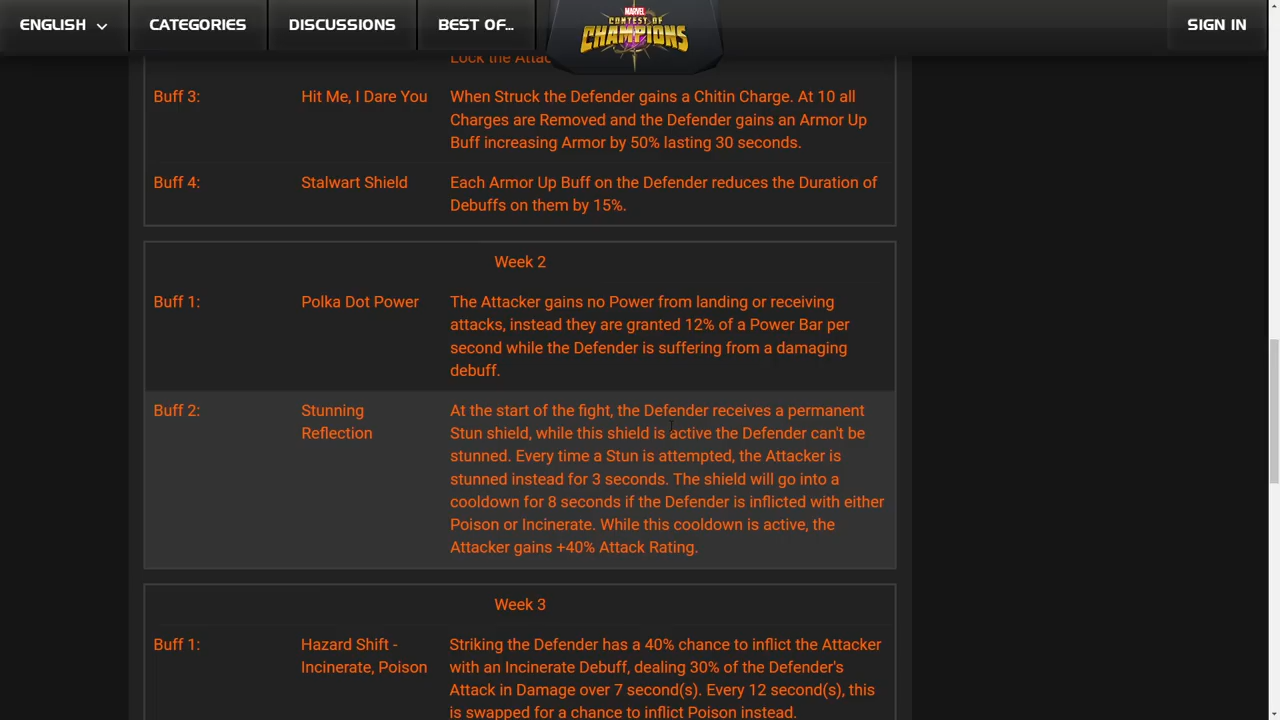 ENGLISH CATEGORIES DISCUSSIONS BEST OF... MARVEL CONTEST OF CHAMPIONS SIGN IN
Lock the Attac
Buff 3: Hit Me, I Dare You When Struck the Defender gains a Chitin Charge. At 10 all
Charges are Removed and the Defender gains an Armor Up
Buff increasing Armor by 50% lasting 30 seconds.
Buff 4: Stalwart Shield Each Armor Up Buff on the Defender reduces the Duration of
Debuffs on them by 15%.
Week 2
Buff 1: Polka Dot Power The Attacker gains no Power from landing or receiving
attacks, instead they are granted 12% of a Power Bar per
second while the Defender is suffering from a damaging
debuff.
Buff 2: Stunning At the start of the fight, the Defender receives a permanent
Reflection Stun shield, while this shield is active the Defender can't be
stunned. Every time a Stun is attempted, the Attacker is
stunned instead for 3 seconds. The shield will go into a
cooldown for 8 seconds if the Defender is inflicted with either
Poison or Incinerate. While this cooldown is active, the
Attacker gains +40% Attack Rating.
Week 3
Buff 1: Hazard Shift - Striking the Defender has a 40% chance to inflict the Attacker
Incinerate, Poison with an Incinerate Debuff, dealing 30% of the Defender's
Attack in Damage over 7 second(s). Every 12 second(s), this
is swapped for a chance to inflict Poison instead.